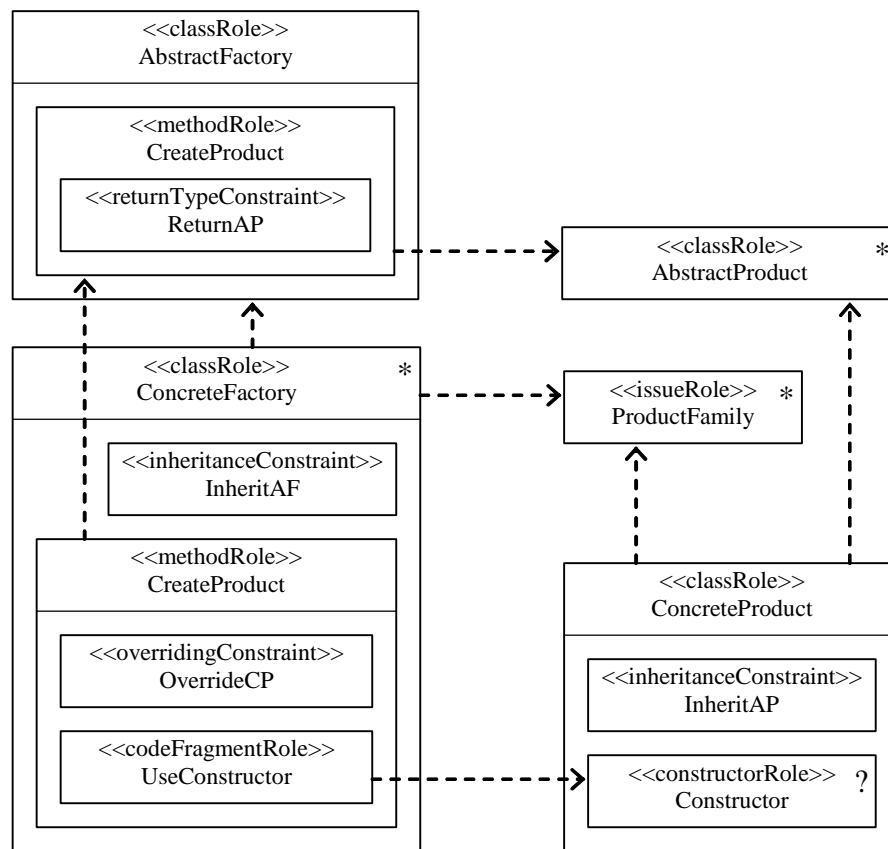 <<classRole>>
AbstractFactory
<<methodRole>>
CreateProduct
<<returnTypeConstraint>>
ReturnAP
<<classRole>> *
AbstractProduct
<<classRole>> *
ConcreteFactory
<<issueRole>> *
ProductFamily
<<inheritanceConstraint>>
InheritAF
<<methodRole>>
CreateProduct
<<overridingConstraint>>
OverrideCP
<<codeFragmentRole>>
UseConstructor
<<classRole>>
ConcreteProduct
<<inheritanceConstraint>>
InheritAP
<<constructorRole>> ?
Constructor